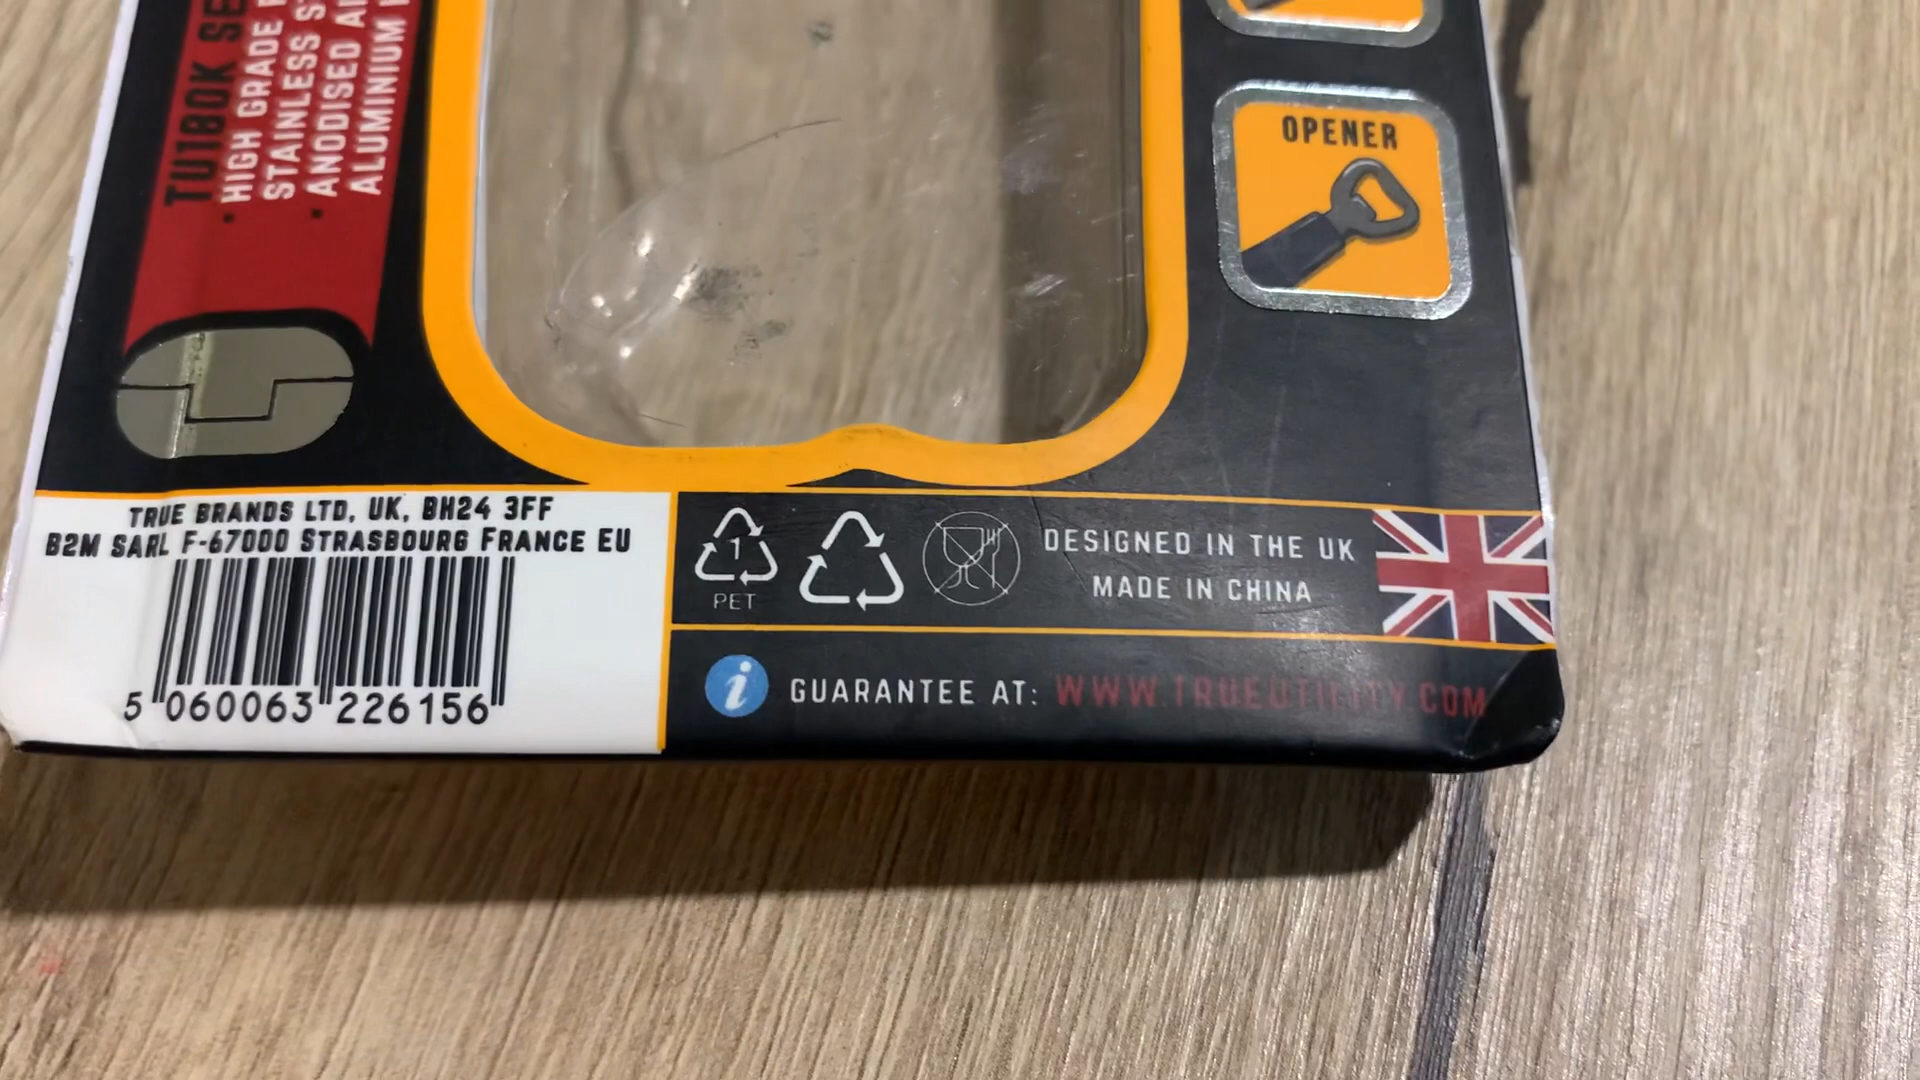 TU180K SE
• HIGH GRADE
STAINLESS
• ANODISED
ALUMINIUM
OPENER
TRUE BRANDS LTD, UK, BH24 3FF
B2M SARL F-67000 STRASBOURG FRANCE EU
5 060063 226156
1
PET
DESIGNED IN THE UK
MADE IN CHINA
i
GUARANTEE AT: WWW.TRUEUTILITY.COM